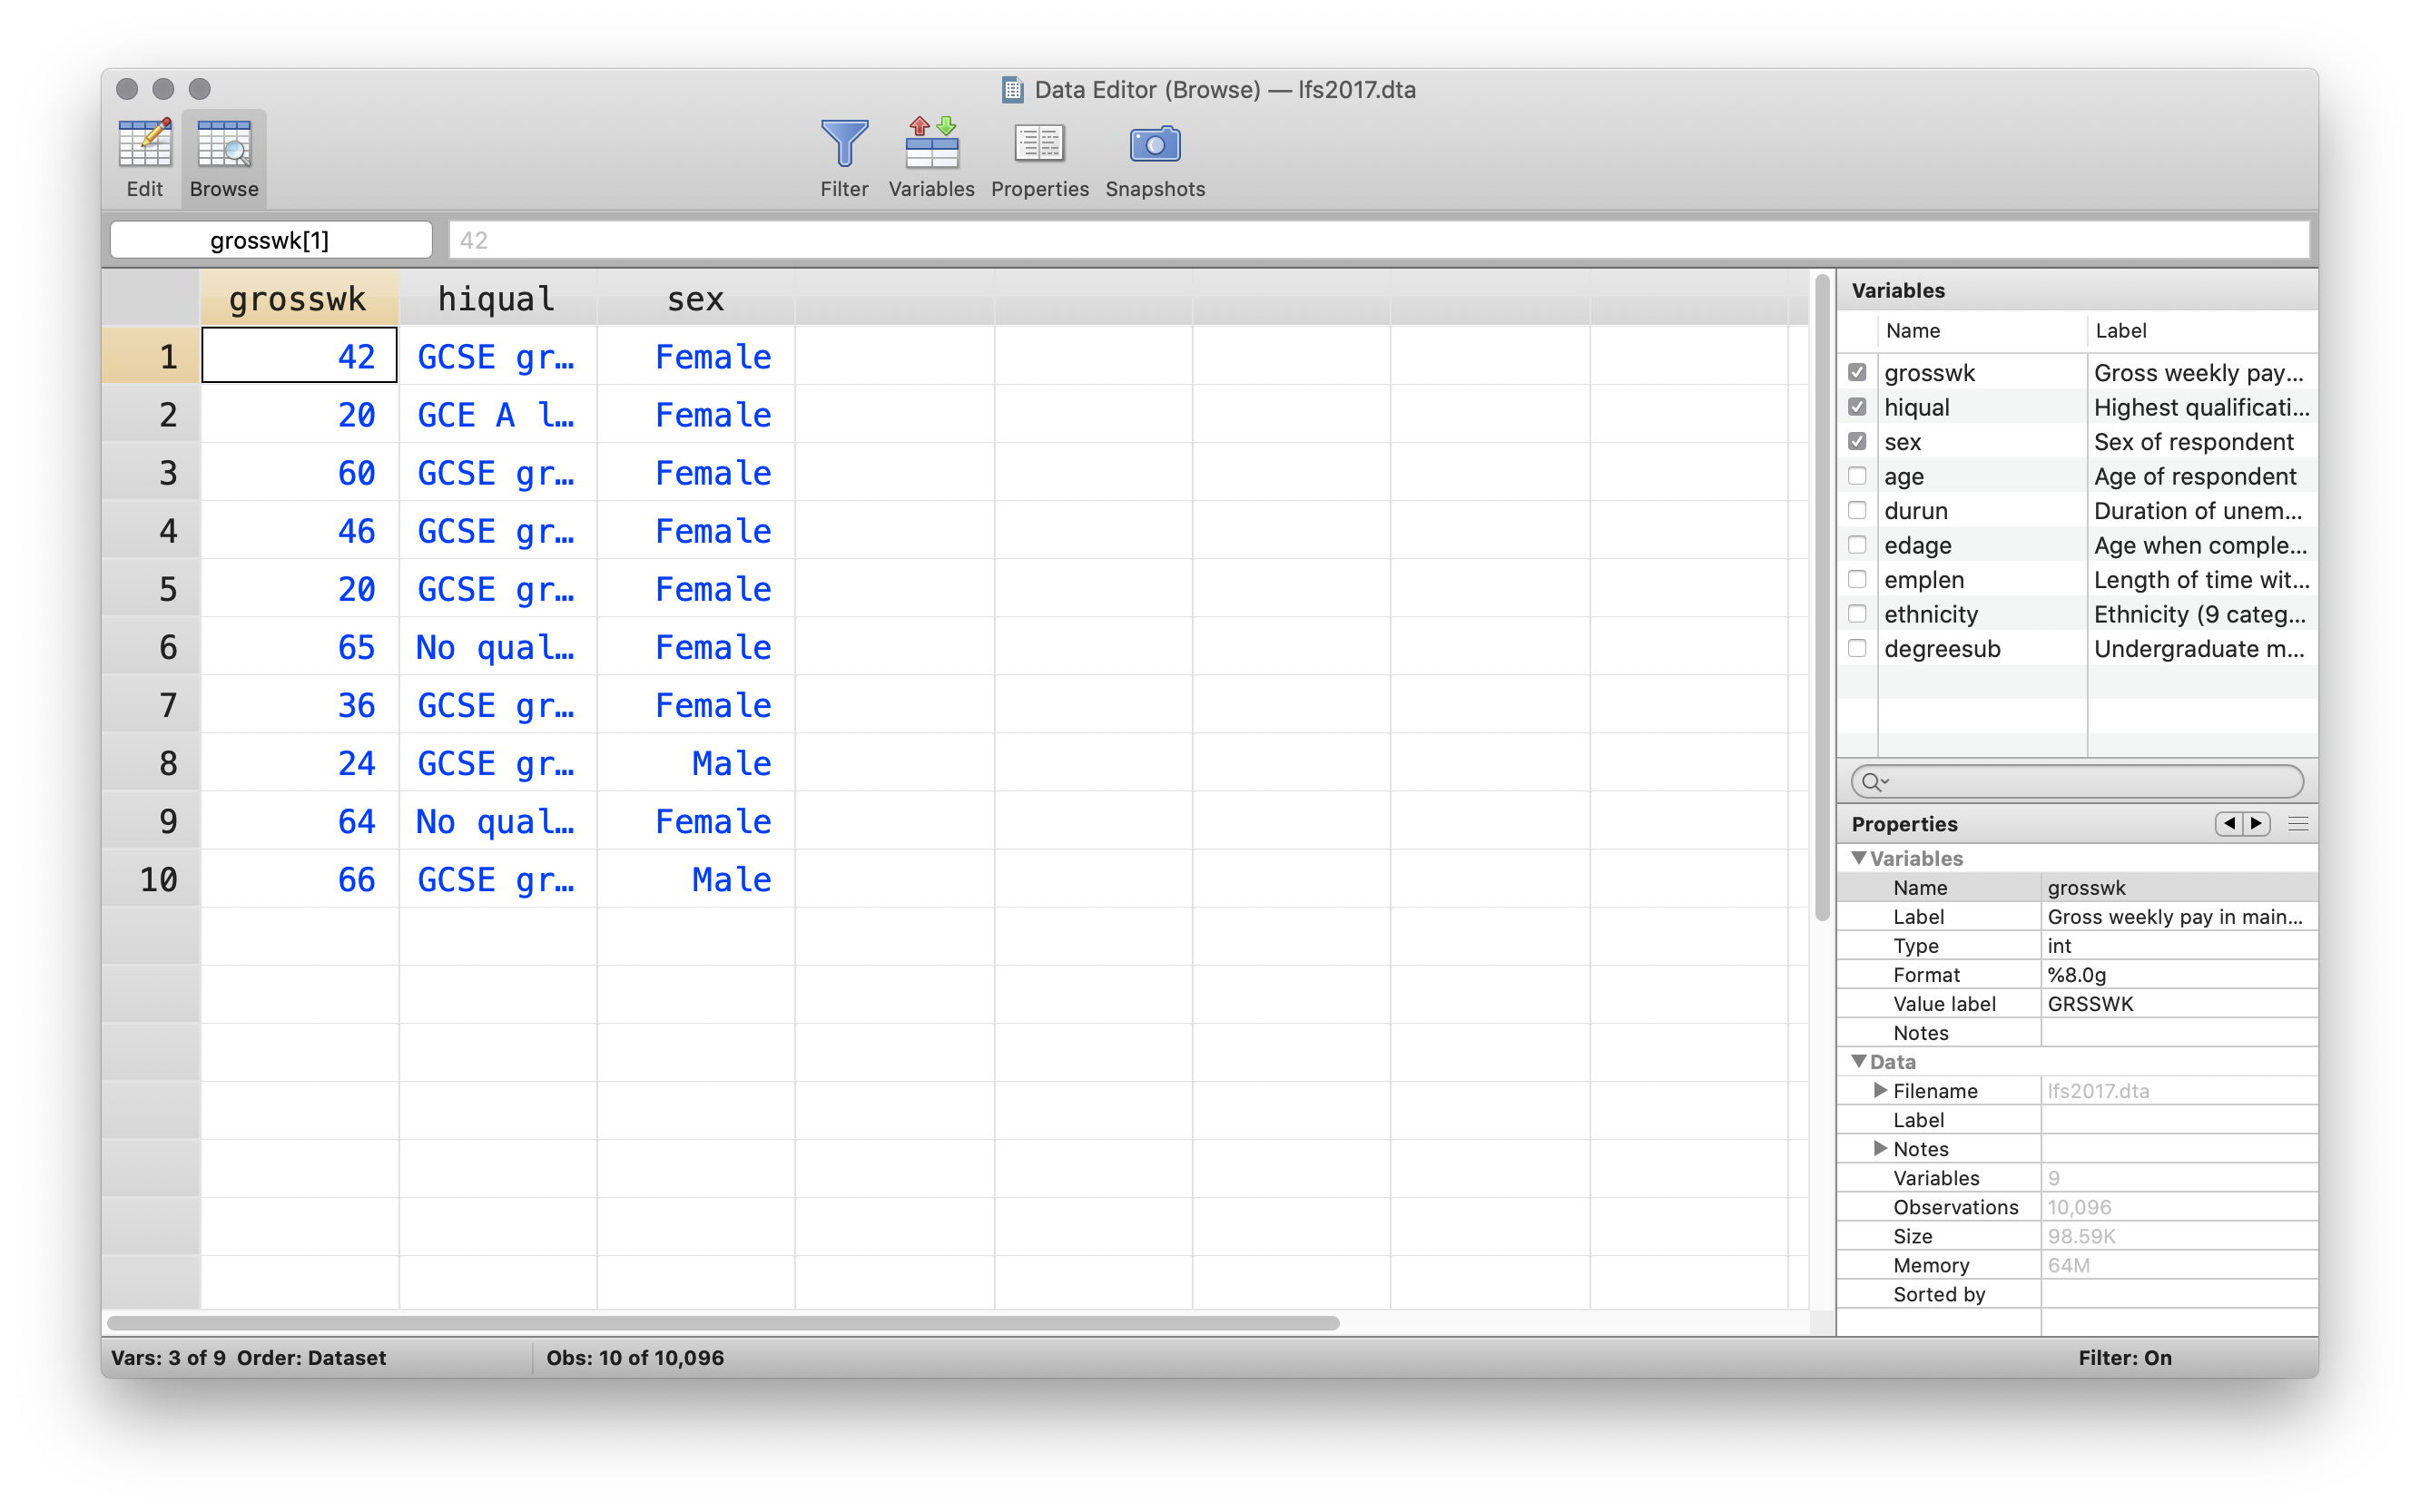 Data Editor (Browse) — lfs2017.dta
Edit Browse Filter Variables Properties Snapshots
grosswk[1] 42
grosswk hiqual sex
1 42 GCSE gr… Female
2 20 GCE A l… Female
3 60 GCSE gr… Female
4 46 GCSE gr… Female
5 20 GCSE gr… Female
6 65 No qual… Female
7 36 GCSE gr… Female
8 24 GCSE gr… Male
9 64 No qual… Female
10 66 GCSE gr… Male
Variables
Name Label
grosswk Gross weekly pay...
hiqual Highest qualificati...
sex Sex of respondent
age Age of respondent
durun Duration of unem...
edage Age when comple...
emplen Length of time wit...
ethnicity Ethnicity (9 categ...
degreesub Undergraduate m...
Properties
Variables
Name grosswk
Label Gross weekly pay in main...
Type int
Format %8.0g
Value label GRSSWK
Notes
Data
Filename lfs2017.dta
Label
Notes
Variables 9
Observations 10,096
Size 98.59K
Memory 64M
Sorted by
Vars: 3 of 9 Order: Dataset Obs: 10 of 10,096 Filter: On